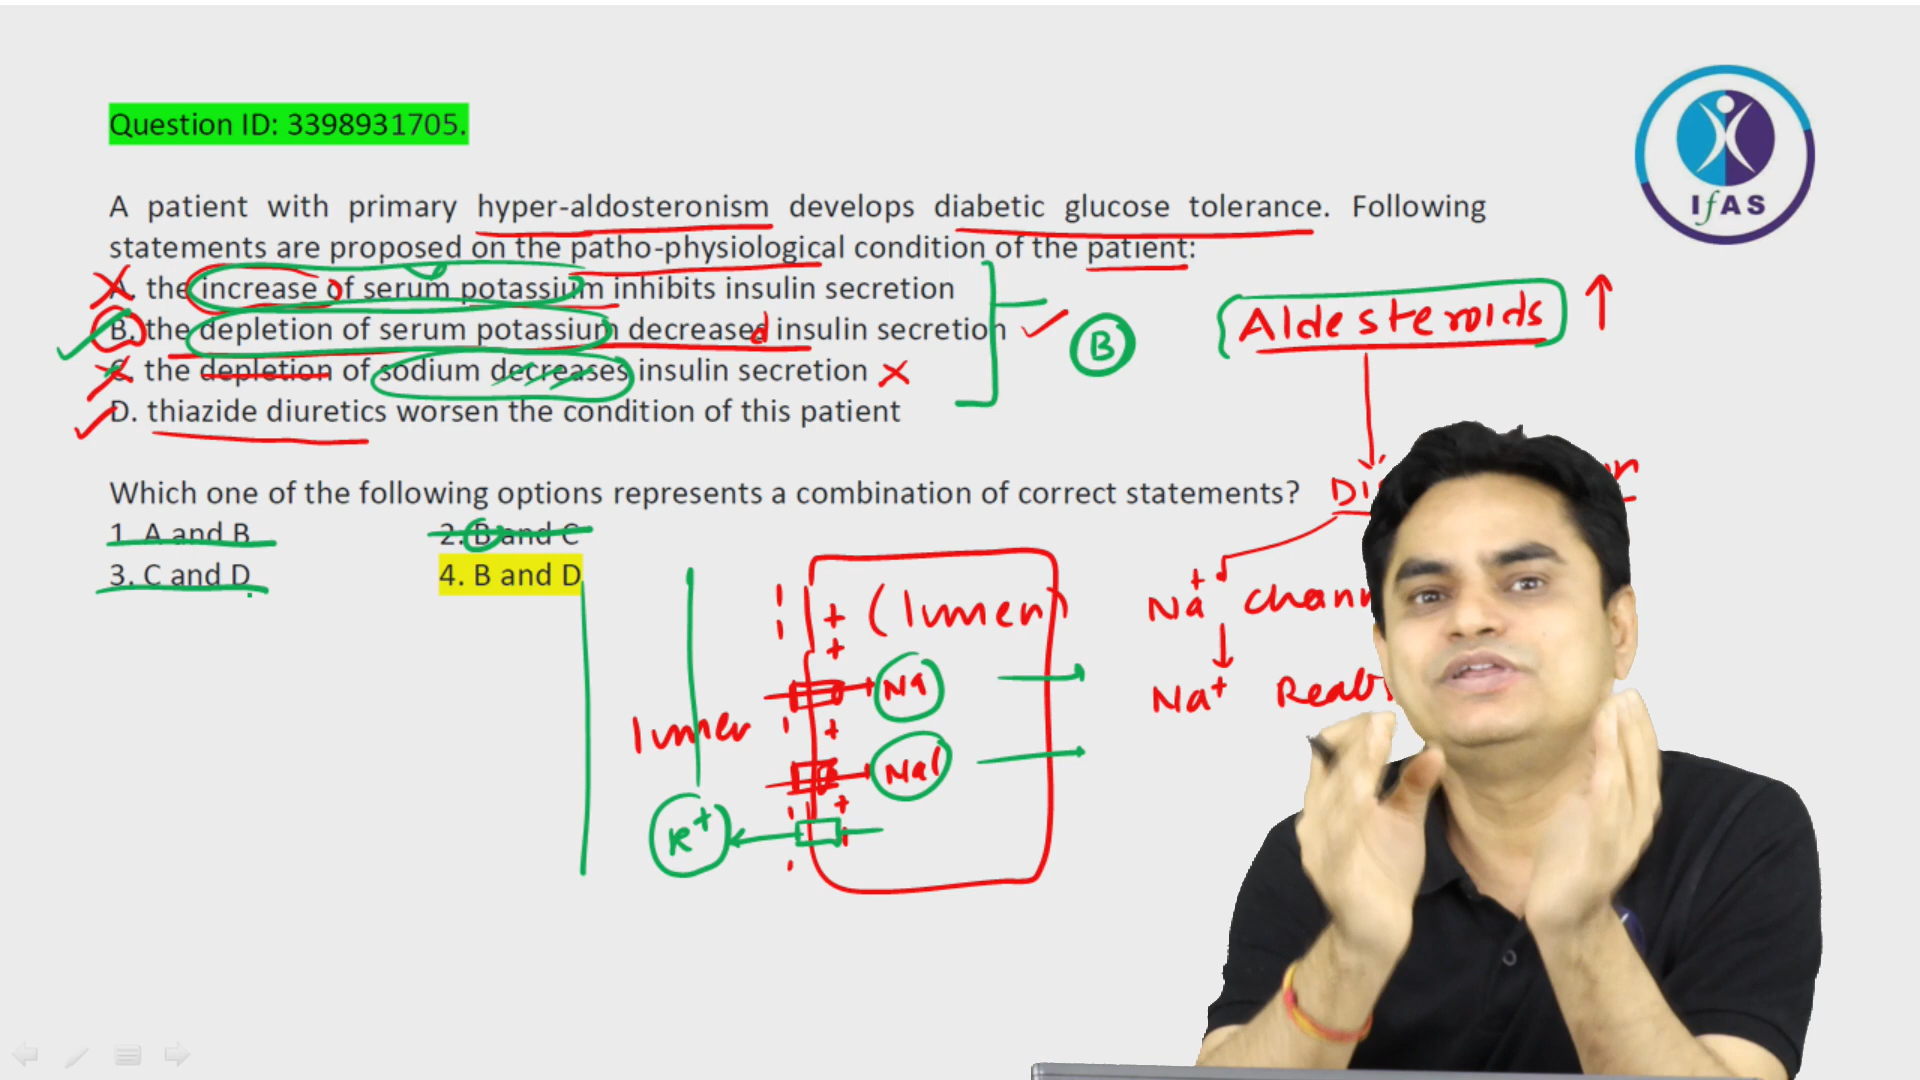 Question ID: 3398931705.
IfAS
A patient with primary hyper-aldosteronism develops diabetic glucose tolerance. Following
statements are proposed on the patho-physiological condition of the patient:
A. the increase of serum potassium inhibits insulin secretion
B. the depletion of serum potassium decreased insulin secretion
C. the depletion of sodium decreases insulin secretion
D. thiazide diuretics worsen the condition of this patient
B
Aldesteroids ↑
Which one of the following options represents a combination of correct statements?
1. A and B
2. B and C
3. C and D
4. B and D
+ (lumen)
Na
Na
lumen
K+
Na+
Na+